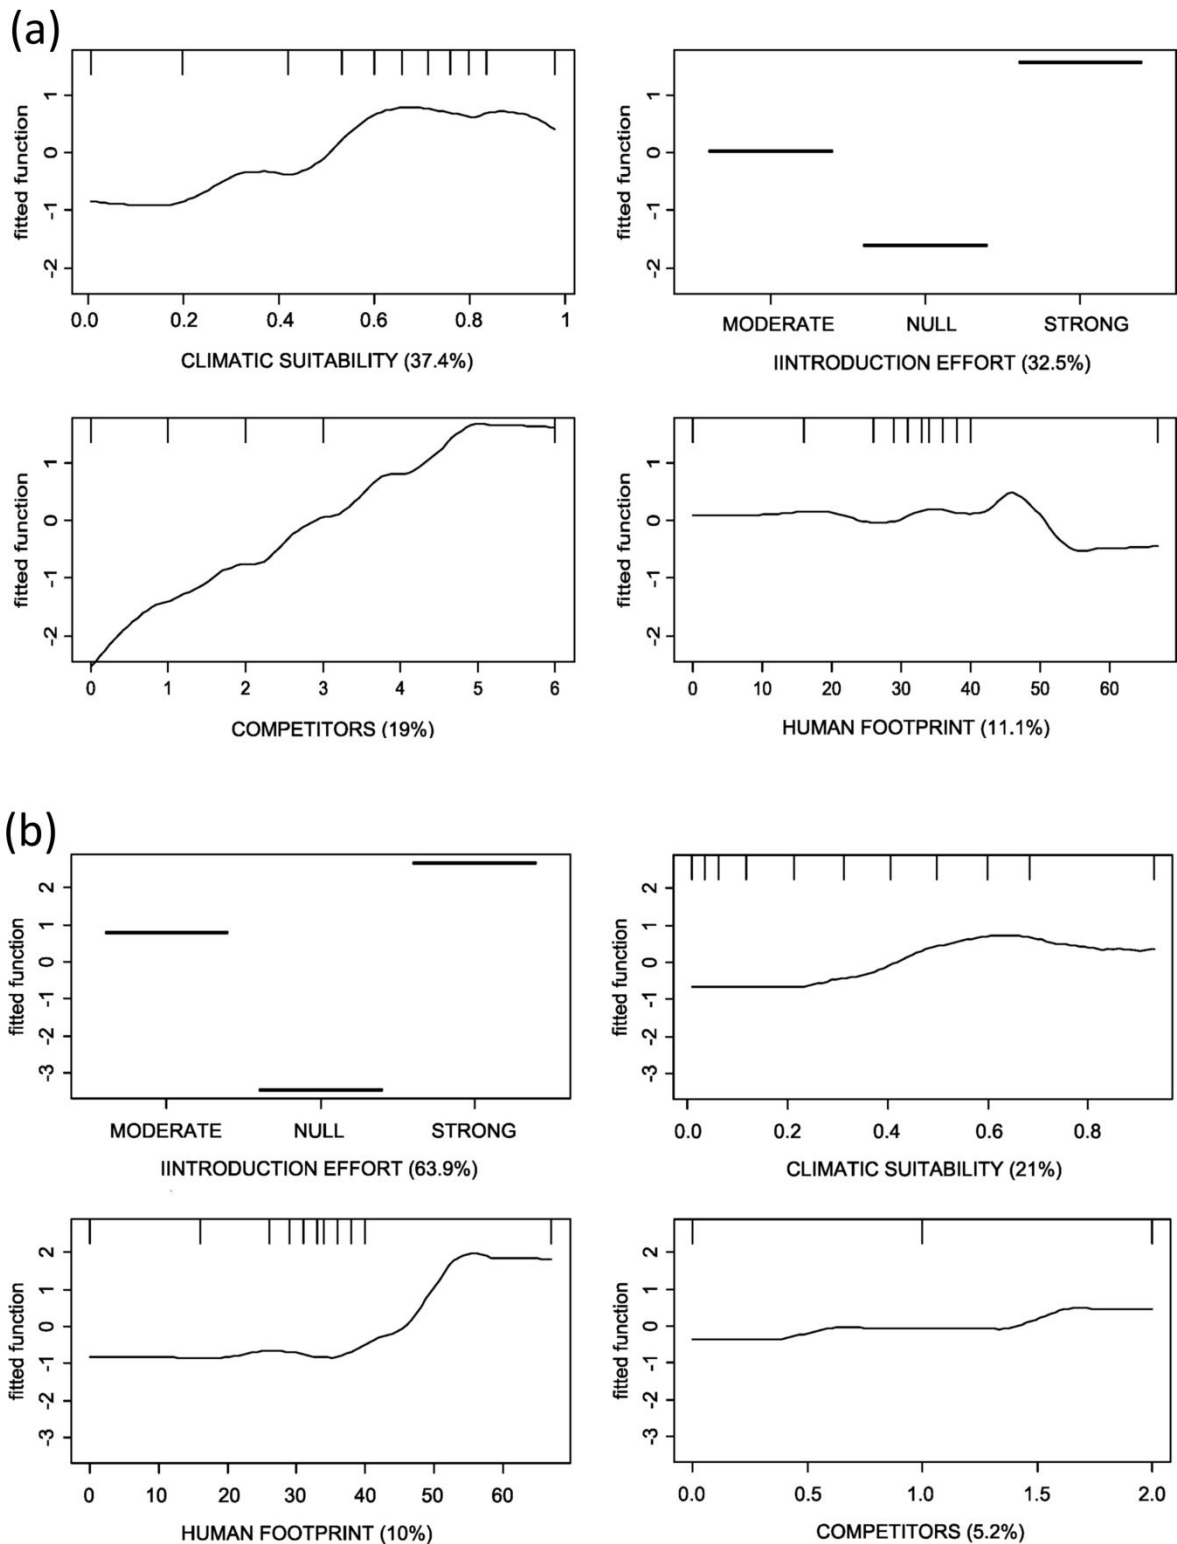 (a)
fitted function
1
0
-1
-2
0.0 0.2 0.4 0.6 0.8 1
CLIMATIC SUITABILITY (37.4%)
fitted function
1
0
-1
-2
MODERATE NULL STRONG
IINTRODUCTION EFFORT (32.5%)
fitted function
1
0
-1
-2
0 1 2 3 4 5 6
COMPETITORS (19%)
fitted function
1
0
-1
-2
0 10 20 30 40 50 60
HUMAN FOOTPRINT (11.1%)
(b)
fitted function
2
1
0
-1
-2
-3
MODERATE NULL STRONG
IINTRODUCTION EFFORT (63.9%)
fitted function
2
1
0
-1
-2
-3
0.0 0.2 0.4 0.6 0.8
CLIMATIC SUITABILITY (21%)
fitted function
2
1
0
-1
-2
-3
0 10 20 30 40 50 60
HUMAN FOOTPRINT (10%)
fitted function
2
1
0
-1
-2
-3
0.0 0.5 1.0 1.5 2.0
COMPETITORS (5.2%)